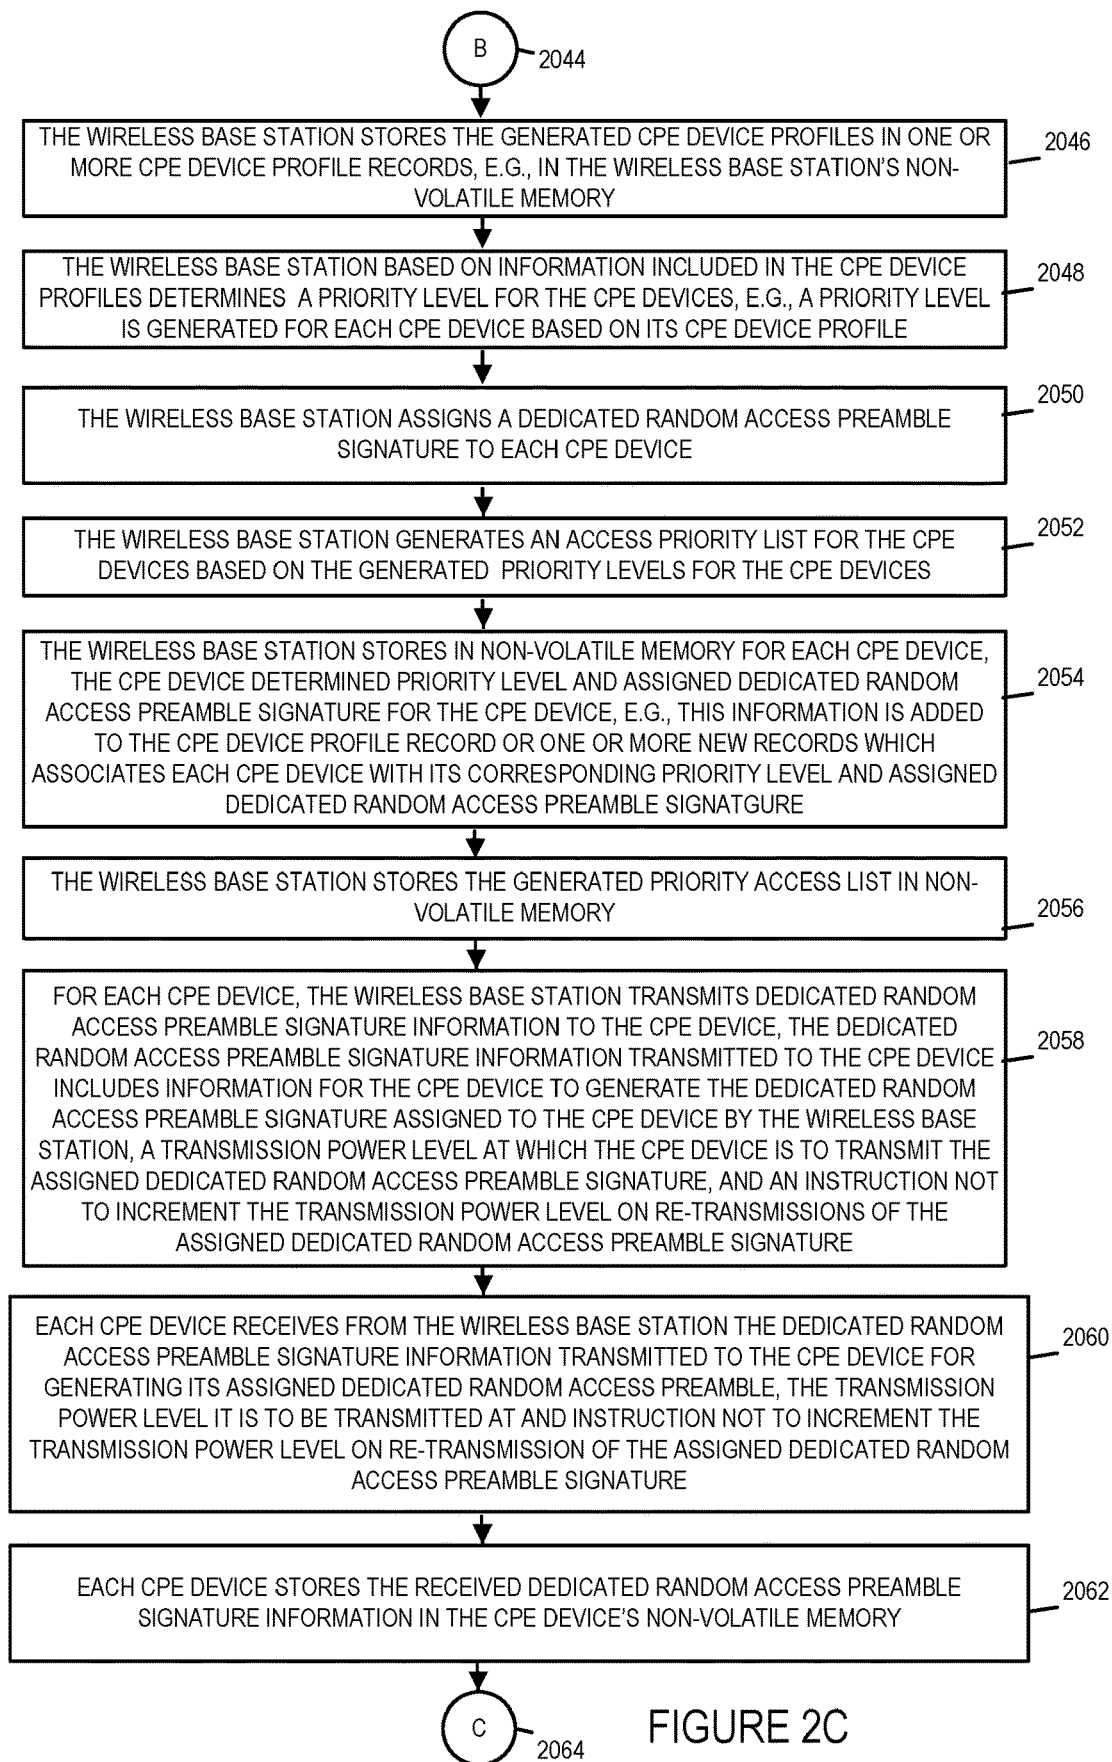 B
2044
THE WIRELESS BASE STATION STORES THE GENERATED CPE DEVICE PROFILES IN ONE OR
MORE CPE DEVICE PROFILE RECORDS, E.G., IN THE WIRELESS BASE STATION'S NON-
VOLATILE MEMORY
2046
THE WIRELESS BASE STATION BASED ON INFORMATION INCLUDED IN THE CPE DEVICE
PROFILES DETERMINES A PRIORITY LEVEL FOR THE CPE DEVICES, E.G., A PRIORITY LEVEL
IS GENERATED FOR EACH CPE DEVICE BASED ON ITS CPE DEVICE PROFILE
2048
THE WIRELESS BASE STATION ASSIGNS A DEDICATED RANDOM ACCESS PREAMBLE
SIGNATURE TO EACH CPE DEVICE
2050
THE WIRELESS BASE STATION GENERATES AN ACCESS PRIORITY LIST FOR THE CPE
DEVICES BASED ON THE GENERATED PRIORITY LEVELS FOR THE CPE DEVICES
2052
THE WIRELESS BASE STATION STORES IN NON-VOLATILE MEMORY FOR EACH CPE DEVICE,
THE CPE DEVICE DETERMINED PRIORITY LEVEL AND ASSIGNED DEDICATED RANDOM
ACCESS PREAMBLE SIGNATURE FOR THE CPE DEVICE, E.G., THIS INFORMATION IS ADDED
TO THE CPE DEVICE PROFILE RECORD OR ONE OR MORE NEW RECORDS WHICH
ASSOCIATES EACH CPE DEVICE WITH ITS CORRESPONDING PRIORITY LEVEL AND ASSIGNED
DEDICATED RANDOM ACCESS PREAMBLE SIGNATGURE
2054
THE WIRELESS BASE STATION STORES THE GENERATED PRIORITY ACCESS LIST IN NON-
VOLATILE MEMORY
2056
FOR EACH CPE DEVICE, THE WIRELESS BASE STATION TRANSMITS DEDICATED RANDOM
ACCESS PREAMBLE SIGNATURE INFORMATION TO THE CPE DEVICE, THE DEDICATED
RANDOM ACCESS PREAMBLE SIGNATURE INFORMATION TRANSMITTED TO THE CPE DEVICE
INCLUDES INFORMATION FOR THE CPE DEVICE TO GENERATE THE DEDICATED RANDOM
ACCESS PREAMBLE SIGNATURE ASSIGNED TO THE CPE DEVICE BY THE WIRELESS BASE
STATION, A TRANSMISSION POWER LEVEL AT WHICH THE CPE DEVICE IS TO TRANSMIT THE
ASSIGNED DEDICATED RANDOM ACCESS PREAMBLE SIGNATURE, AND AN INSTRUCTION NOT
TO INCREMENT THE TRANSMISSION POWER LEVEL ON RE-TRANSMISSIONS OF THE
ASSIGNED DEDICATED RANDOM ACCESS PREAMBLE SIGNATURE
2058
EACH CPE DEVICE RECEIVES FROM THE WIRELESS BASE STATION THE DEDICATED RANDOM
ACCESS PREAMBLE SIGNATURE INFORMATION TRANSMITTED TO THE CPE DEVICE FOR
GENERATING ITS ASSIGNED DEDICATED RANDOM ACCESS PREAMBLE, THE TRANSMISSION
POWER LEVEL IT IS TO BE TRANSMITTED AT AND INSTRUCTION NOT TO INCREMENT THE
TRANSMISSION POWER LEVEL ON RE-TRANSMISSION OF THE ASSIGNED DEDICATED RANDOM
ACCESS PREAMBLE SIGNATURE
2060
EACH CPE DEVICE STORES THE RECEIVED DEDICATED RANDOM ACCESS PREAMBLE
SIGNATURE INFORMATION IN THE CPE DEVICE'S NON-VOLATILE MEMORY
2062
C
2064
FIGURE 2C